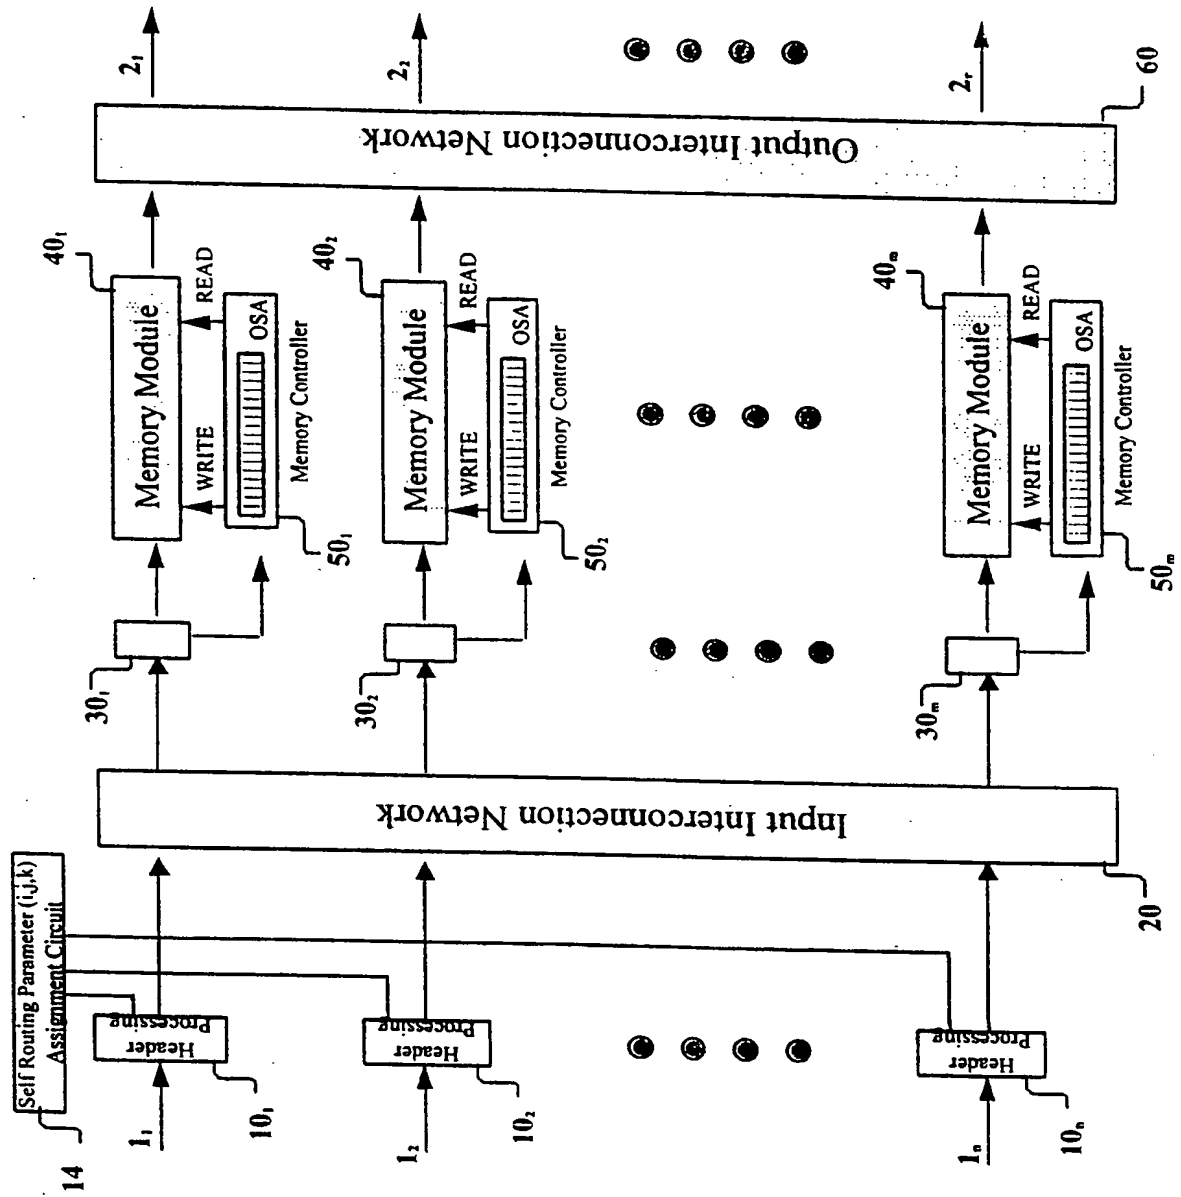 Self Routing Parameter (i,j,k)
Assignment Circuit
14
1₁
Header
Processing
10₁
1₂
Header
Processing
10₂
1ₙ
Header
Processing
10ₙ
Input Interconnection Network
20
30₁
30₂
30ₘ
Memory Module
40₁
WRITE
READ
OSA
Memory Controller
50₁
Memory Module
40₂
WRITE
READ
OSA
Memory Controller
50₂
Memory Module
40ₘ
WRITE
READ
OSA
Memory Controller
50ₘ
Output Interconnection Network
60
2₁
2₂
2ᵣ